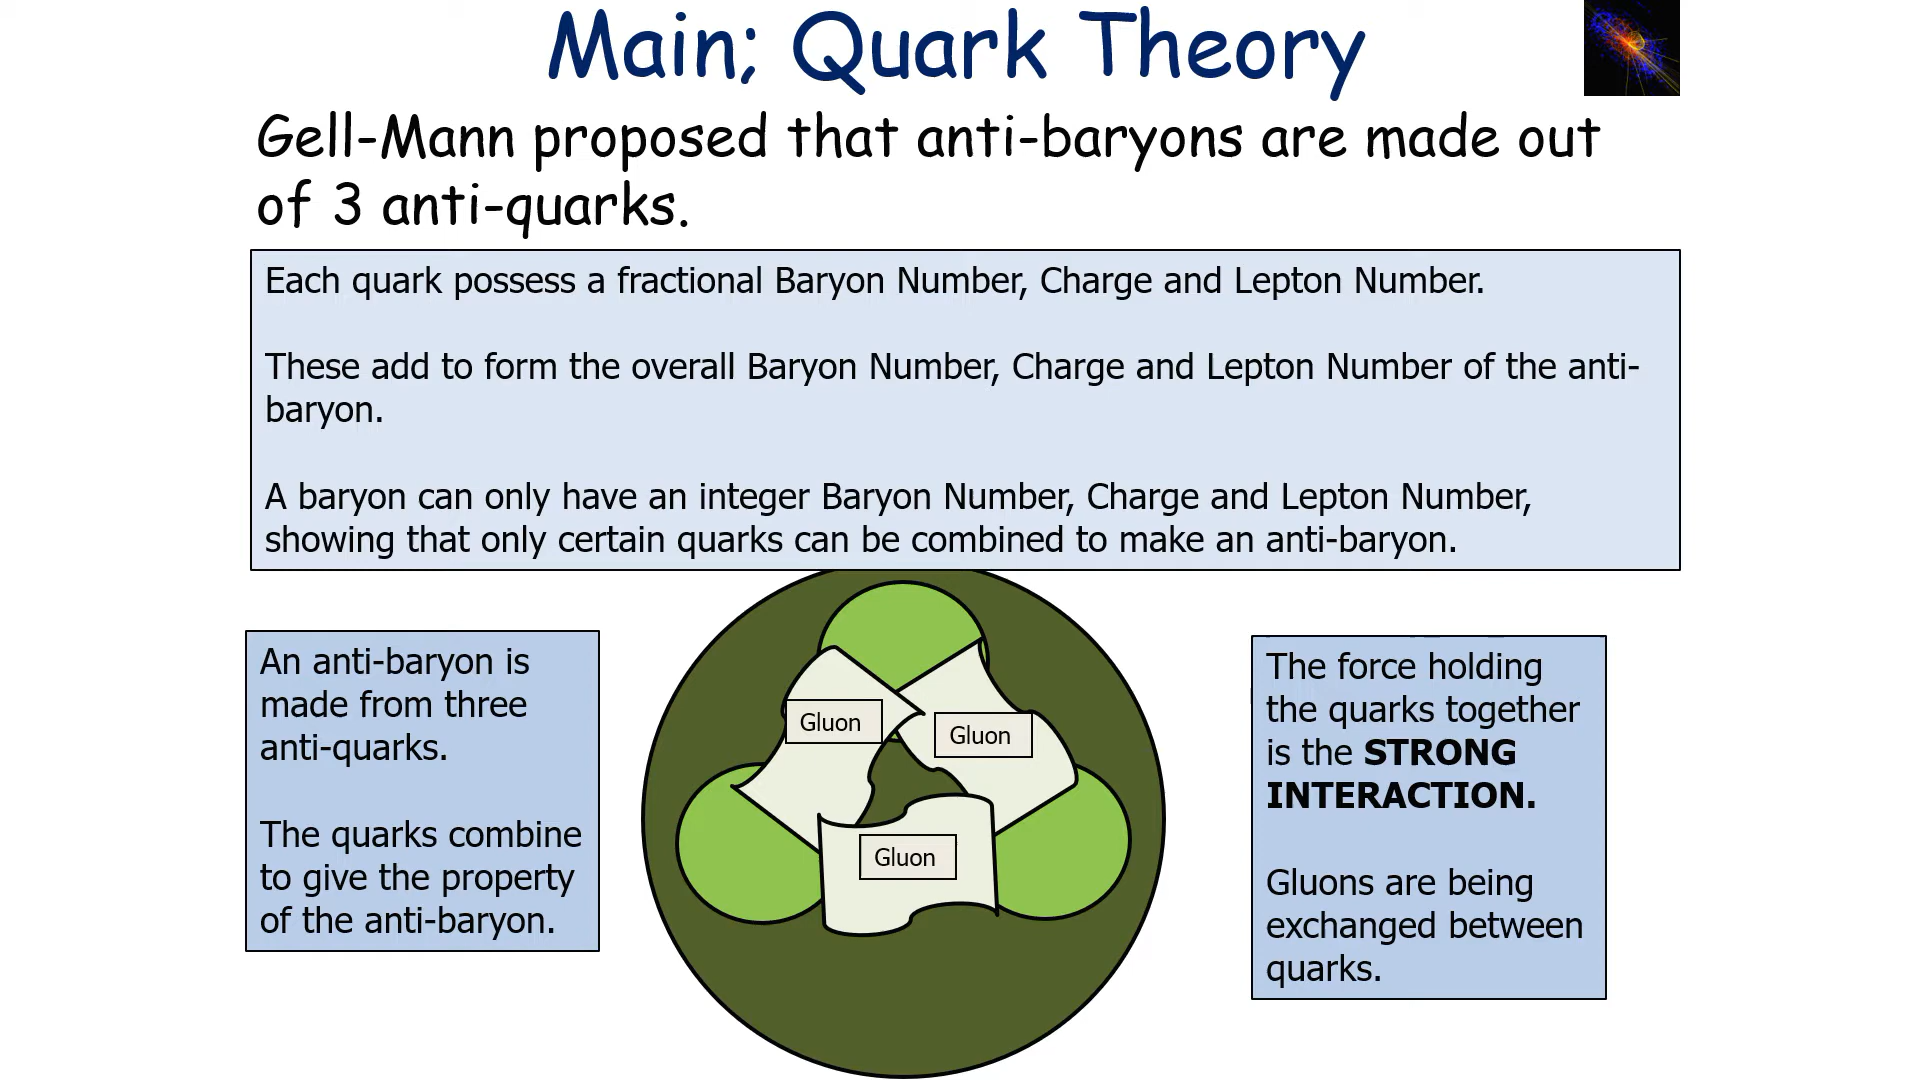 Main; Quark Theory
Gell-Mann proposed that anti-baryons are made out
of 3 anti-quarks.
Each quark possess a fractional Baryon Number, Charge and Lepton Number.
These add to form the overall Baryon Number, Charge and Lepton Number of the anti-
baryon.
A baryon can only have an integer Baryon Number, Charge and Lepton Number,
showing that only certain quarks can be combined to make an anti-baryon.
An anti-baryon is
made from three
anti-quarks.
The quarks combine
to give the property
of the anti-baryon.
Gluon
Gluon
Gluon
The force holding
the quarks together
is the STRONG
INTERACTION.
Gluons are being
exchanged between
quarks.